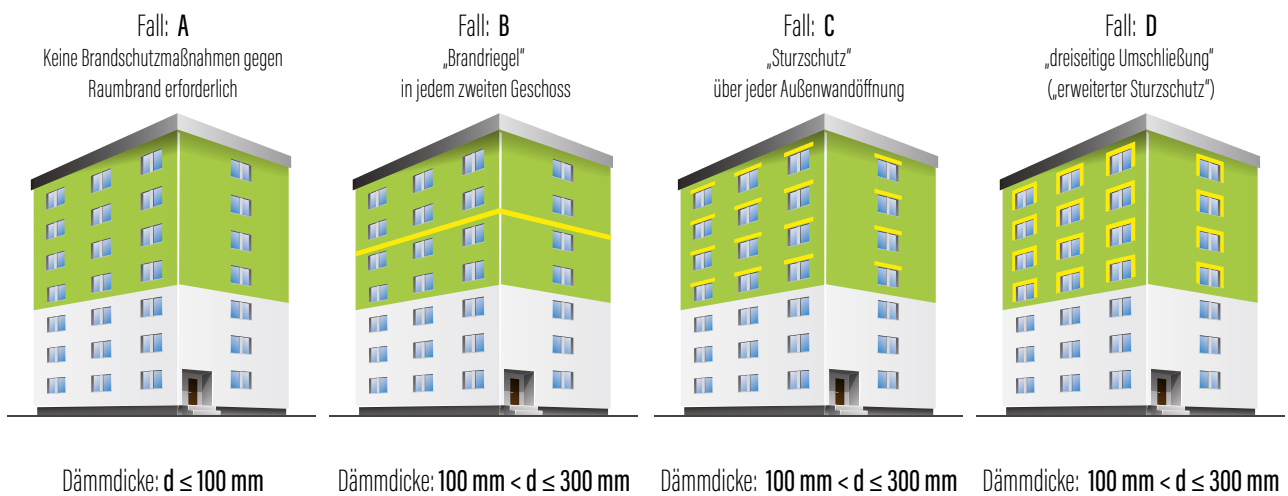 Fall: A
Keine Brandschutzmaßnahmen gegen
Raumbrand erforderlich
Fall: B
„Brandriegel“
in jedem zweiten Geschoss
Fall: C
„Sturzschutz“
über jeder Außenwandöffnung
Fall: D
„dreiseitige Umschließung“
(„erweiterter Sturzschutz“)
Dämmdicke: d ≤ 100 mm
Dämmdicke: 100 mm < d ≤ 300 mm
Dämmdicke: 100 mm < d ≤ 300 mm
Dämmdicke: 100 mm < d ≤ 300 mm